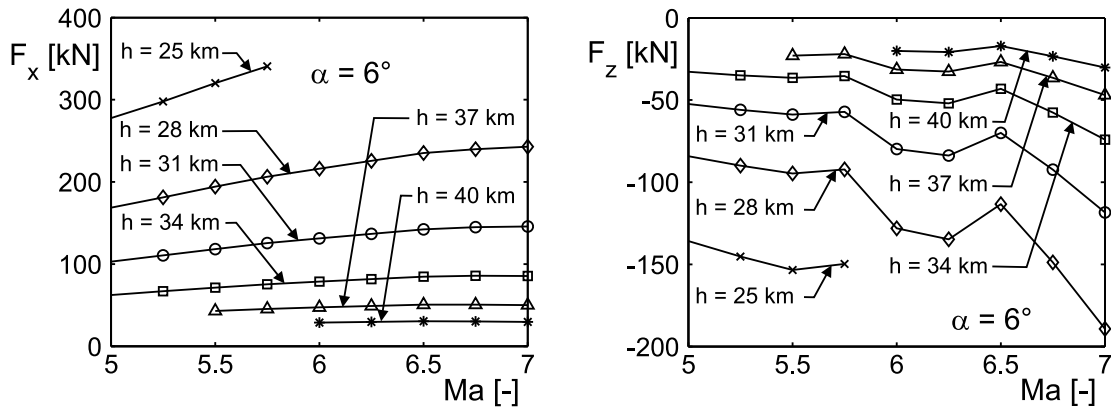 400
F_x [kN]
h = 25 km
α = 6°
300
h = 28 km
h = 37 km
h = 31 km
200
h = 40 km
h = 34 km
100
0
5
5.5
6
6.5
7
Ma [-]
0
F_z [kN]
-50
h = 31 km
h = 40 km
h = 37 km
-100
h = 28 km
h = 34 km
-150
h = 25 km
α = 6°
-200
5
5.5
6
6.5
7
Ma [-]